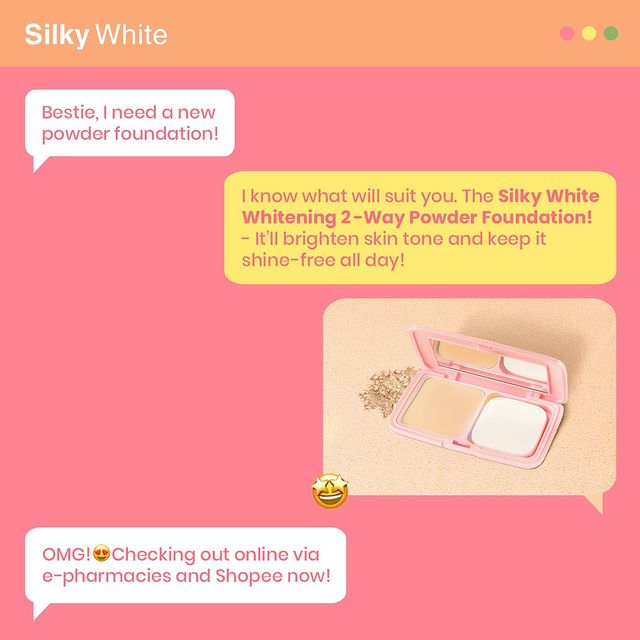 Silky White
Bestie, I need a new
powder foundation!
I know what will suit you. The Silky White
Whitening 2-Way Powder Foundation!
- It'll brighten skin tone and keep it
shine-free all day!
OMG!😍Checking out online via
e-pharmacies and Shopee now!